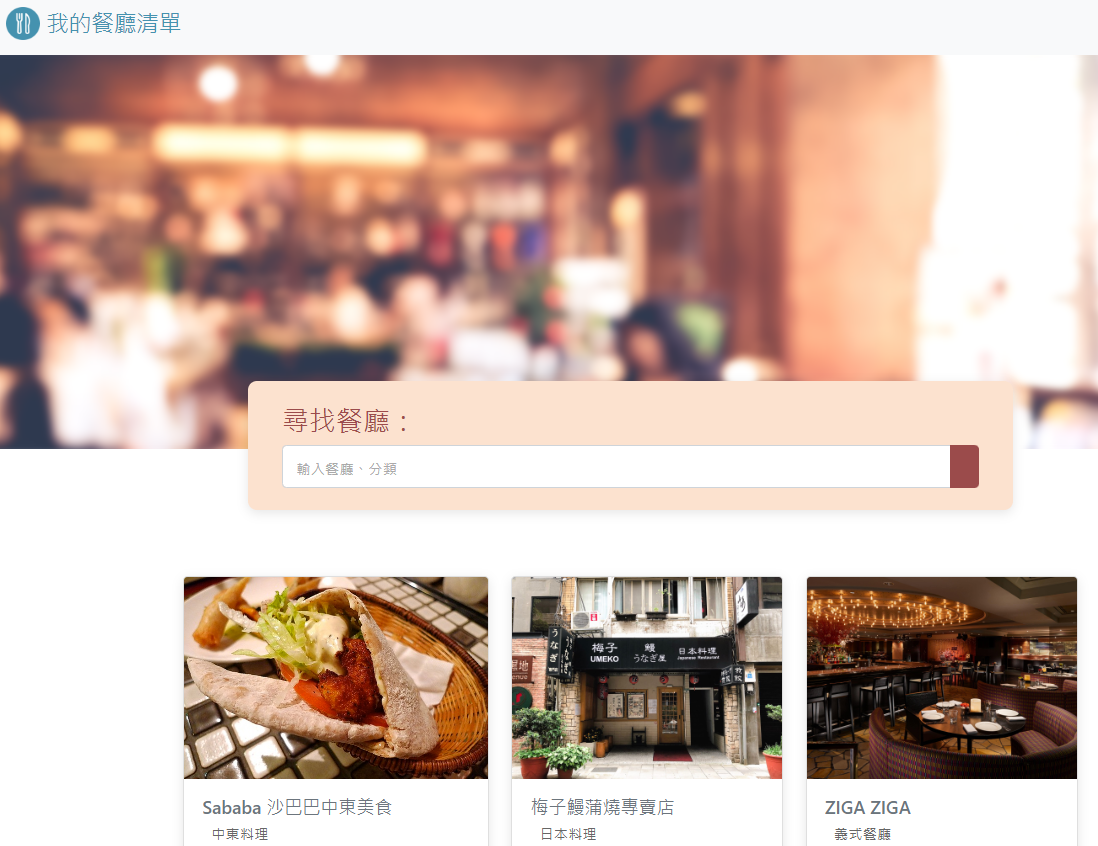 我的餐廳清單
尋找餐廳：
輸入餐廳、分類
梅子 鰻 日本料理
UMEKO うなぎ屋 Japanese Restaurant
うなぎ
Sababa 沙巴巴中東美食
中東料理
梅子鰻蒲燒專賣店
日本料理
ZIGA ZIGA
義式餐廳